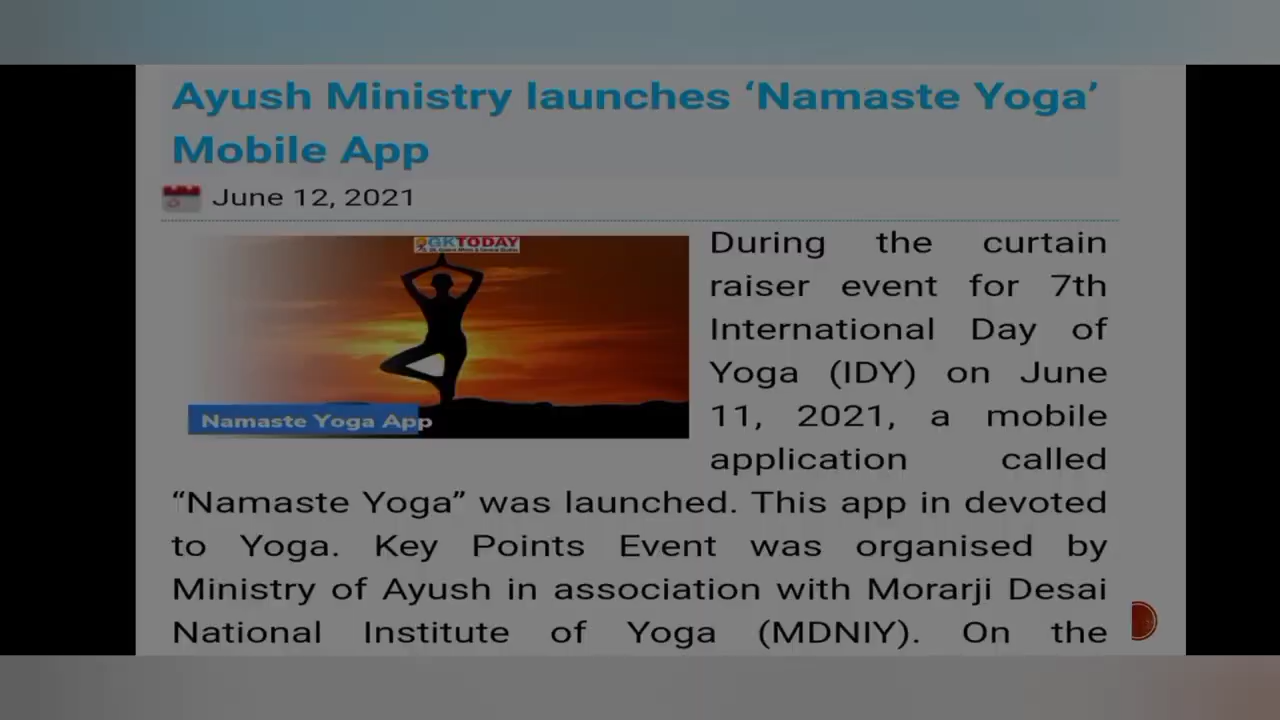 Ayush Ministry launches ‘Namaste Yoga’
Mobile App
June 12, 2021
GKTODAY
Namaste Yoga App
During the curtain
raiser event for 7th
International Day of
Yoga (IDY) on June
11, 2021, a mobile
application called
“Namaste Yoga” was launched. This app in devoted
to Yoga. Key Points Event was organised by
Ministry of Ayush in association with Morarji Desai
National Institute of Yoga (MDNIY). On the